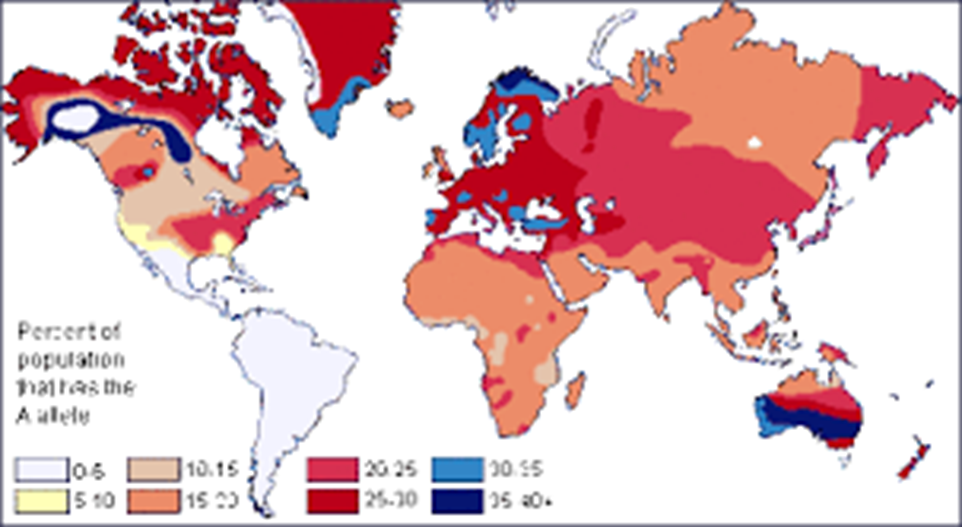 Percent of
population
that has the
A allele
0-5
10-15
20-25
30-35
5-10
15-20
25-30
35-40+